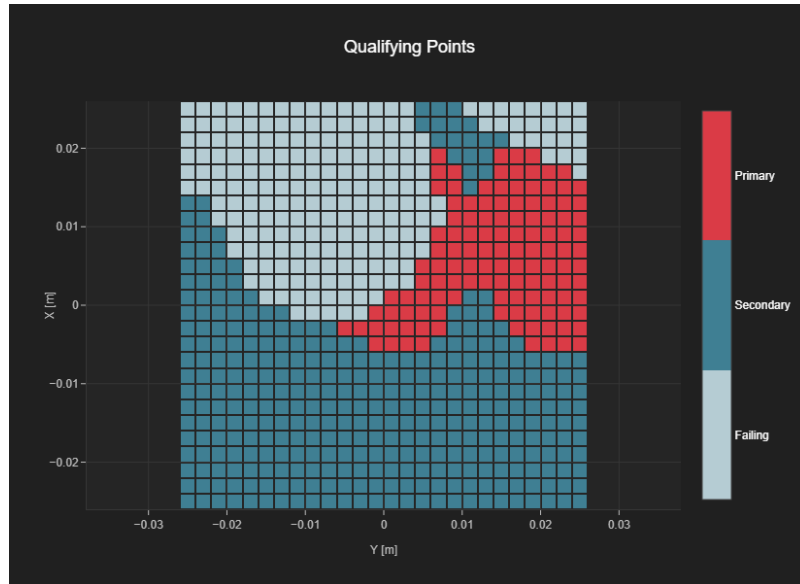 Qualifying Points
0.02
0.01
0
−0.01
−0.02
X [m]
−0.03
−0.02
−0.01
0
0.01
0.02
0.03
Y [m]
Primary
Secondary
Failing